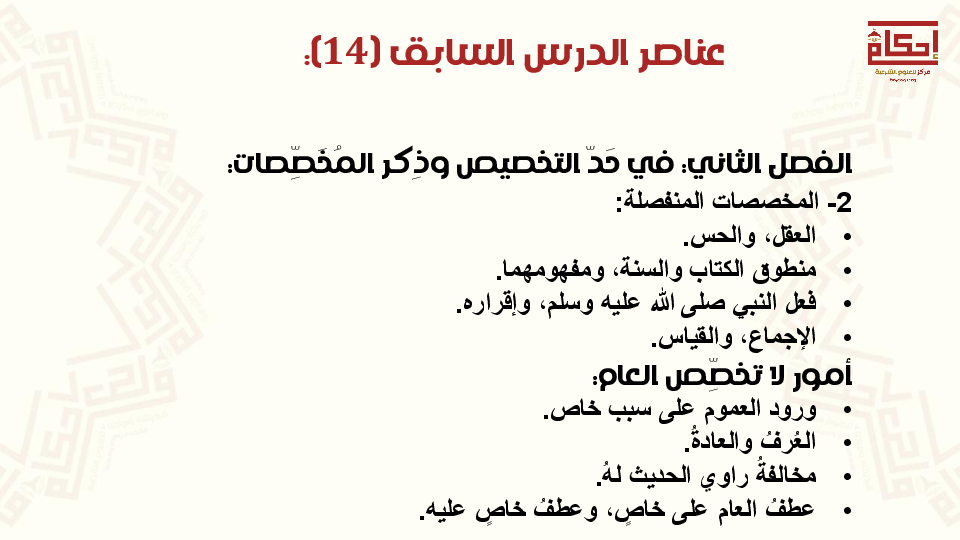 عناصر الدرس السابق (14):
إحكام
مركز للعلوم الشرعية
الفصل الثاني: في حَدّ التخصيص وذِكر المُخَصِّصات:
2- المخصصات المنفصلة:
• العقل، والحس.
• منطوق الكتاب والسنة، ومفهومهما.
• فعل النبي صلى الله عليه وسلم، وإقراره.
• الإجماع، والقياس.
أمور لا تخصِّص العام:
• ورود العموم على سبب خاص.
• العُرفُ والعادةُ.
• مخالفةُ راوي الحديث لهُ.
• عطفُ العام على خاصٍ، وعطفُ خاصٍ عليه.